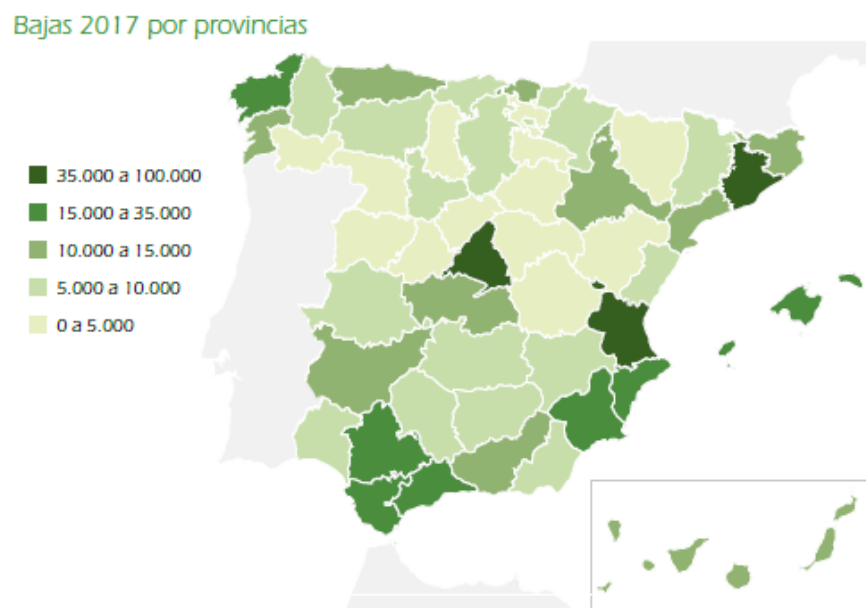 Bajas 2017 por provincias
35.000 a 100.000
15.000 a 35.000
10.000 a 15.000
5.000 a 10.000
0 a 5.000